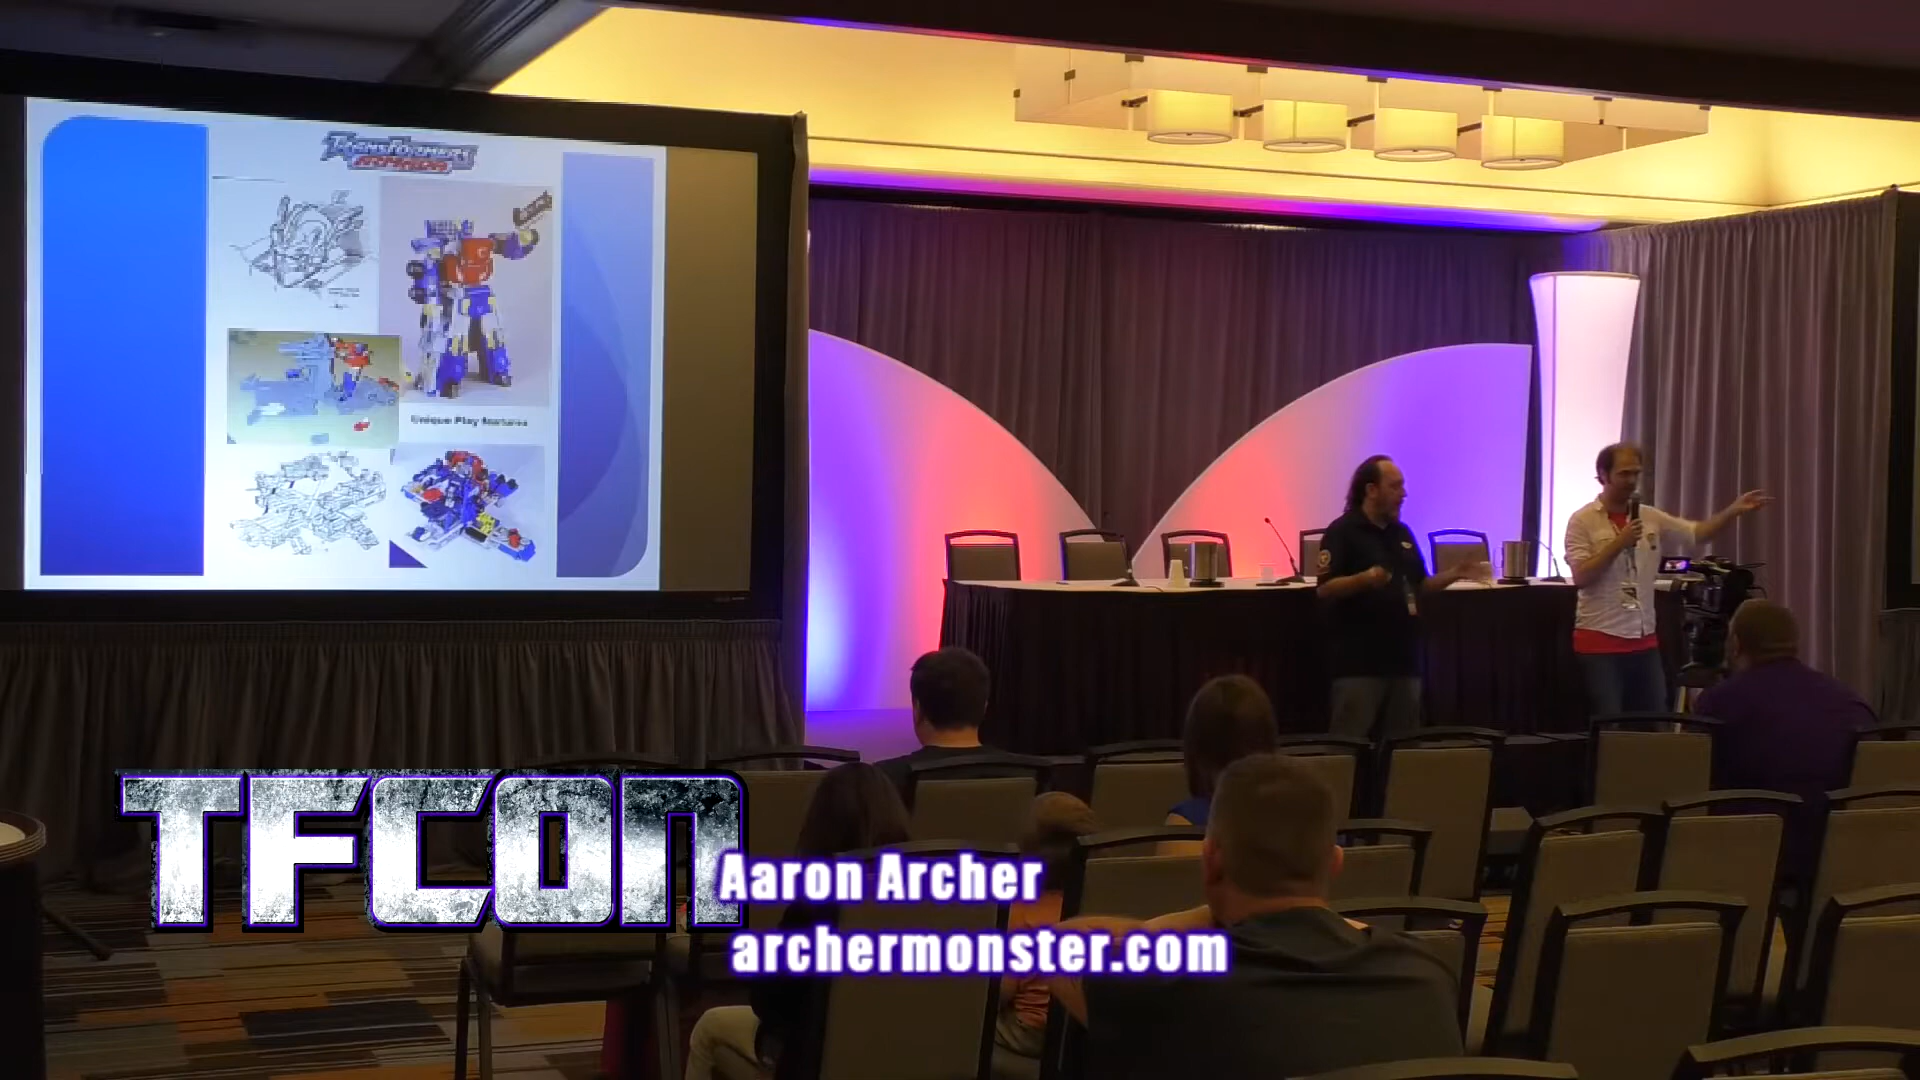 TRANSFORMERS
ARMADA
Unique Play Features
TFCON
Aaron Archer
archermonster.com